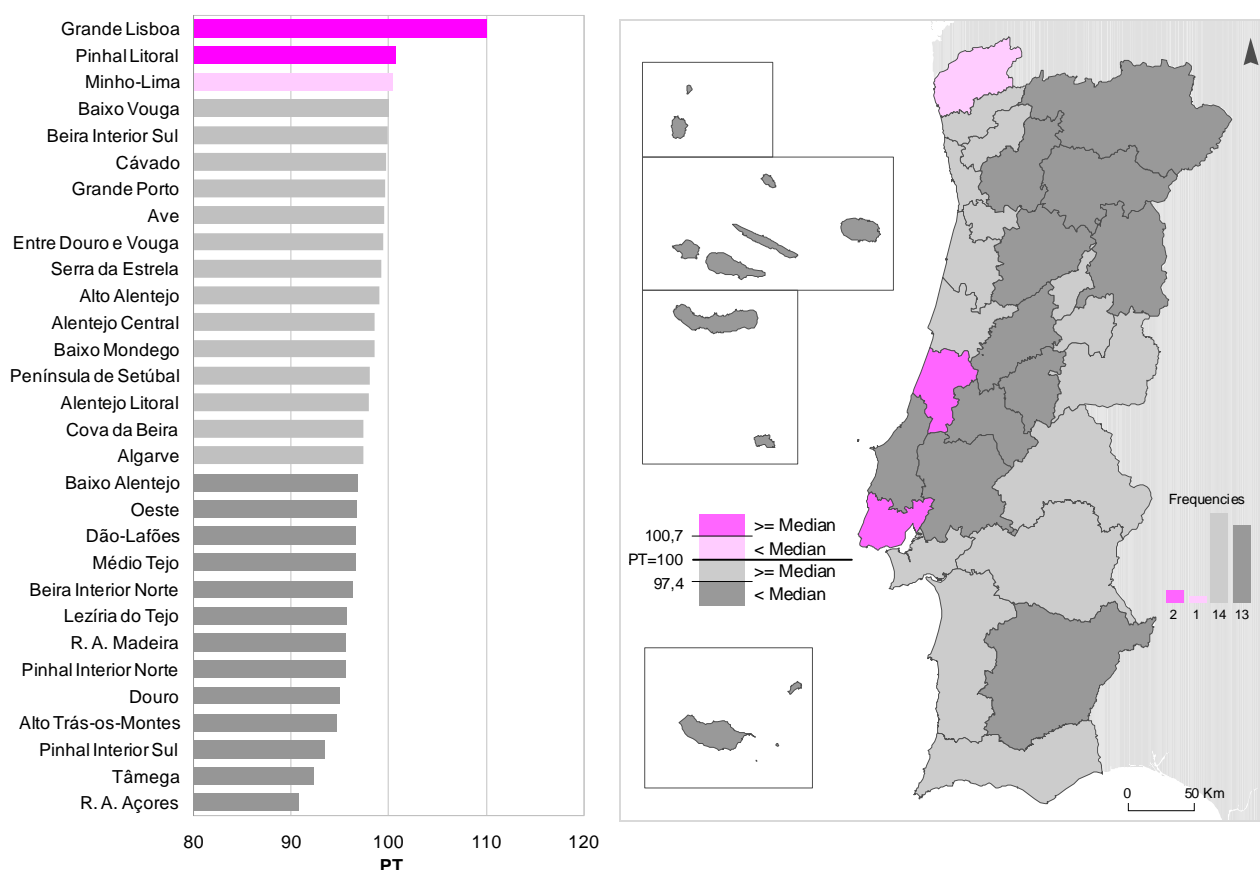 Grande Lisboa
Pinhal Litoral
Minho-Lima
Baixo Vouga
Beira Interior Sul
Cávado
Grande Porto
Ave
Entre Douro e Vouga
Serra da Estrela
Alto Alentejo
Alentejo Central
Baixo Mondego
Península de Setúbal
Alentejo Litoral
Cova da Beira
Algarve
Baixo Alentejo
Oeste
Dão-Lafões
Médio Tejo
Beira Interior Norte
Lezíria do Tejo
R. A. Madeira
Pinhal Interior Norte
Douro
Alto Trás-os-Montes
Pinhal Interior Sul
Tâmega
R. A. Açores
80 90 100 110 120
PT
>= Median
100,7
< Median
PT=100
>= Median
97,4
< Median
Frequencies
2 1 14 13
0 50 Km